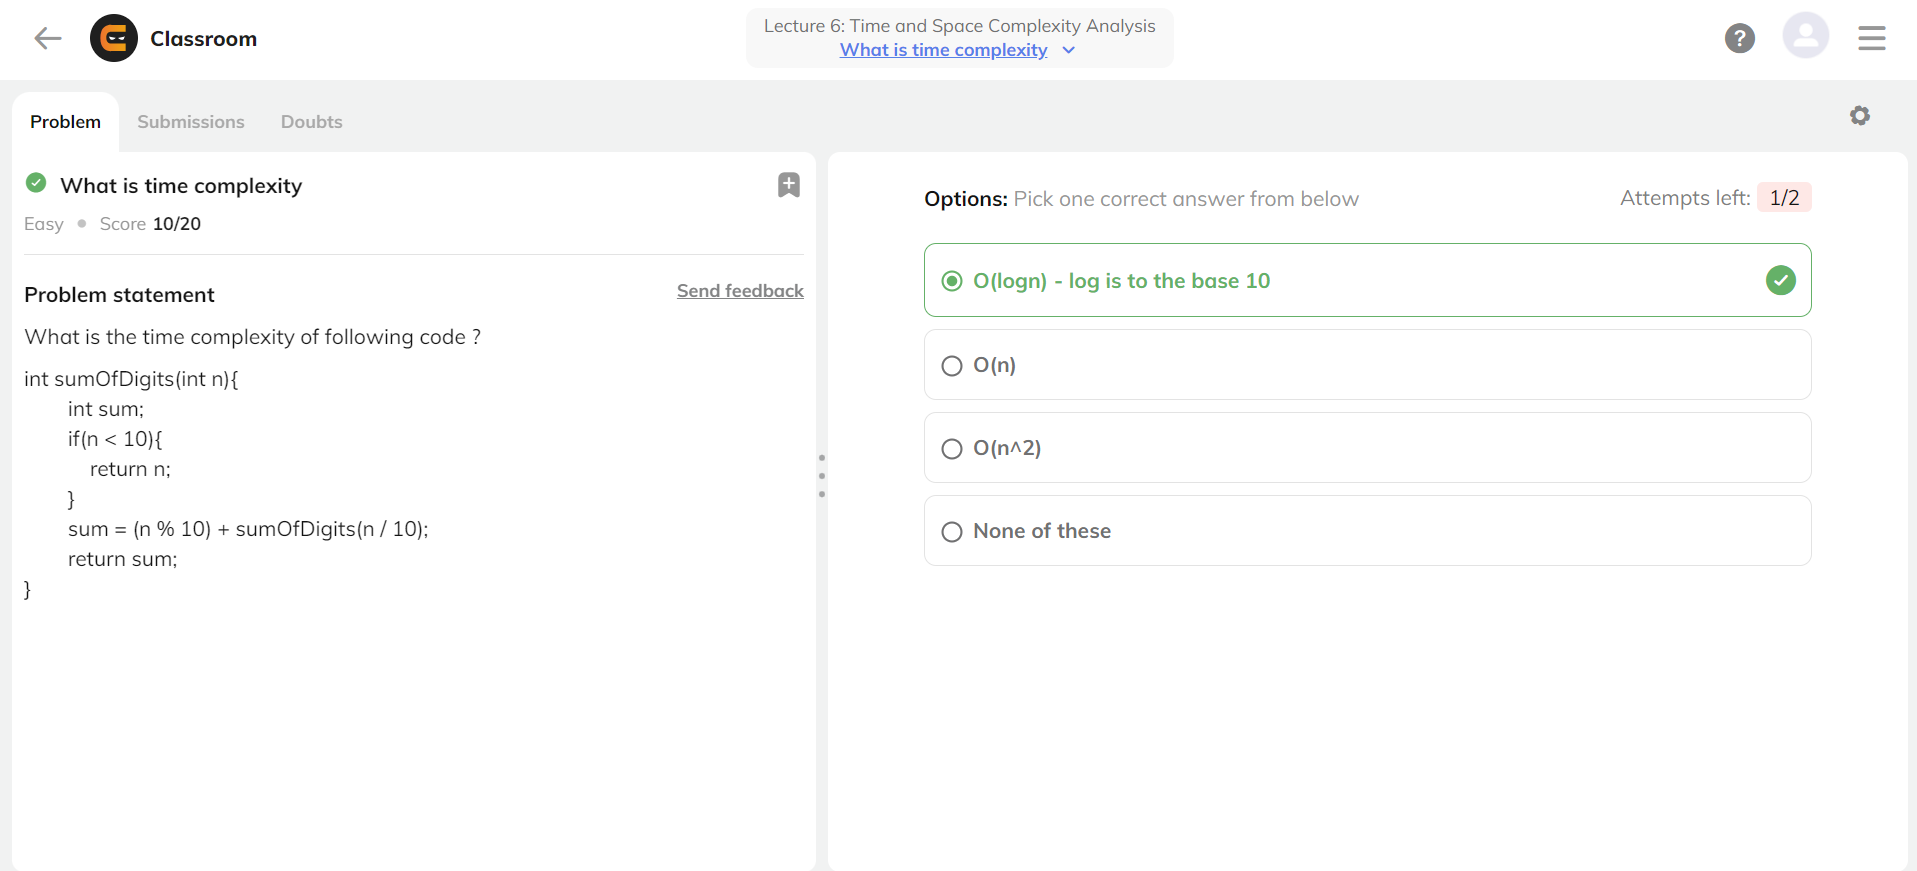 Classroom
Lecture 6: Time and Space Complexity Analysis
What is time complexity
?
Problem
Submissions
Doubts
What is time complexity
Easy
Score 10/20
Problem statement
Send feedback
What is the time complexity of following code ?
int sumOfDigits(int n){
int sum;
if(n < 10){
return n;
}
sum = (n % 10) + sumOfDigits(n / 10);
return sum;
}
Options: Pick one correct answer from below
Attempts left: 1/2
O(logn) - log is to the base 10
O(n)
O(n^2)
None of these